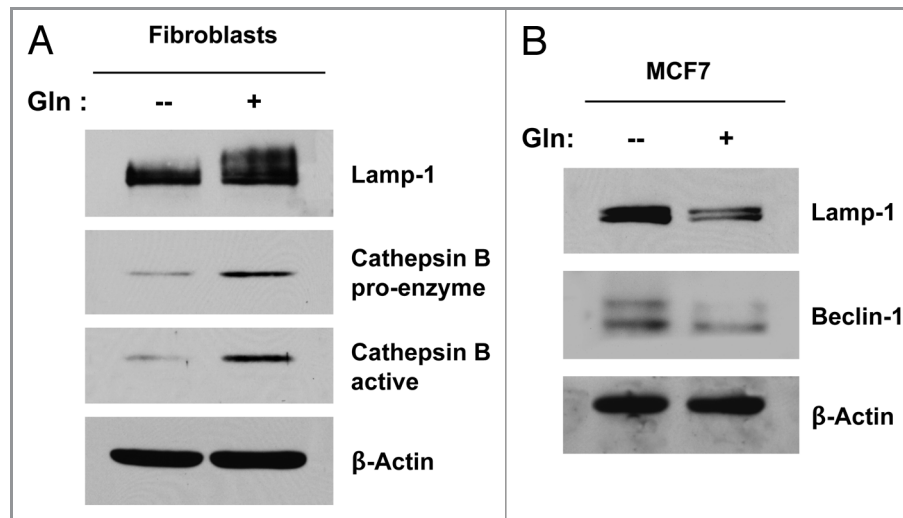 A
Fibroblasts
Gln : -- +
Lamp-1
Cathepsin B
pro-enzyme
Cathepsin B
active
β-Actin
B
MCF7
Gln: -- +
Lamp-1
Beclin-1
β-Actin